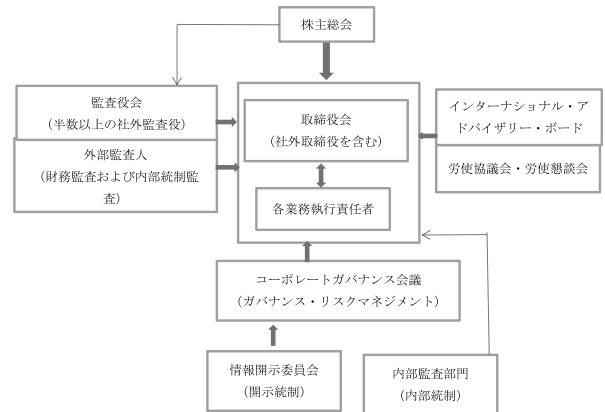 株主総会
監査役会
（半数以上の社外監査役）
外部監査人
（財務監査および内部統制監
査）
取締役会
（社外取締役を含む）
各業務執行責任者
インターナショナル・ア
ドバイザリー・ボード
労使協議会・労使懇談会
コーポレートガバナンス会議
（ガバナンス・リスクマネジメント）
情報開示委員会
（開示統制）
内部監査部門
（内部統制）